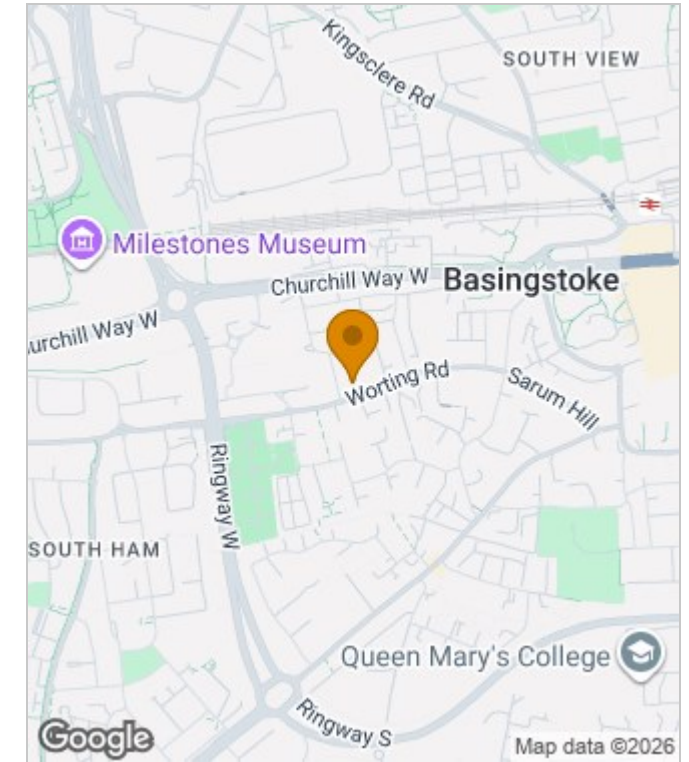 Kingsclere Rd
SOUTH VIEW
Milestones Museum
Churchill Way W
Basingstoke
urchill Way W
Worting Rd
Sarum Hill
Ringway W
SOUTH HAM
Queen Mary's College
Ringway S
Google
Map data ©2026